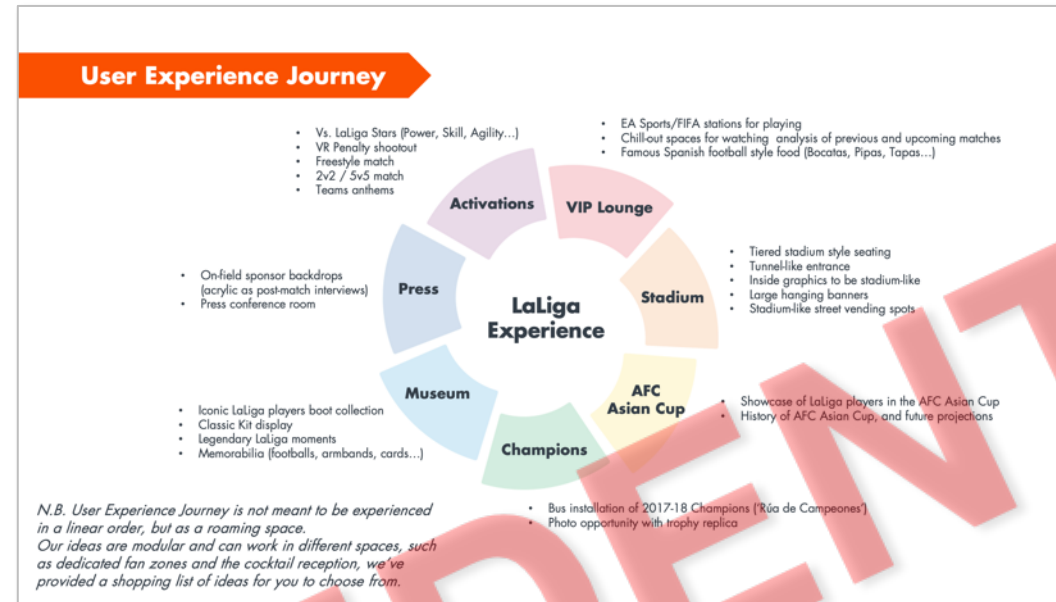 User Experience Journey
• Vs. LaLiga Stars (Power, Skill, Agility...)
• VR Penalty shootout
• Freestyle match
• 2v2 / 5v5 match
• Teams anthems
• EA Sports/FIFA stations for playing
• Chill-out spaces for watching analysis of previous and upcoming matches
• Famous Spanish football style food (Bocatas, Pipas, Tapas...)
Activations
VIP Lounge
• On-field sponsor backdrops
(acrylic as post-match interviews)
• Press conference room
Press
LaLiga
Experience
Stadium
• Tiered stadium style seating
• Tunnel-like entrance
• Inside graphics to be stadium-like
• Large hanging banners
• Stadium-like street vending spots
Museum
AFC
Asian Cup
• Iconic LaLiga players boot collection
• Classic Kit display
• Legendary LaLiga moments
• Memorabilia (footballs, armbands, cards...)
• Showcase of LaLiga players in the AFC Asian Cup
• History of AFC Asian Cup, and future projections
Champions
• Bus installation of 2017-18 Champions ('Rúa de Campeones')
• Photo opportunity with trophy replica
N.B. User Experience Journey is not meant to be experienced
in a linear order, but as a roaming space.
Our ideas are modular and can work in different spaces, such
as dedicated fan zones and the cocktail reception, we've
provided a shopping list of ideas for you to choose from.
DENT